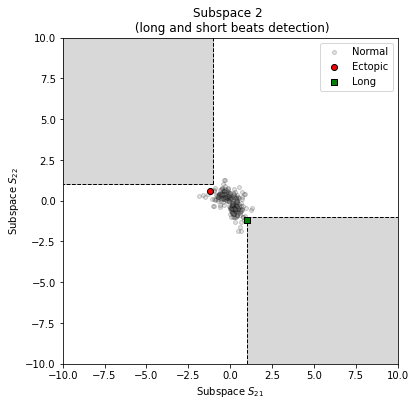 Subspace 2
(long and short beats detection)
10.0
7.5
5.0
2.5
0.0
−2.5
−5.0
−7.5
−10.0
Subspace S22
Normal
Ectopic
Long
−10.0 −7.5 −5.0 −2.5 0.0 2.5 5.0 7.5 10.0
Subspace S21